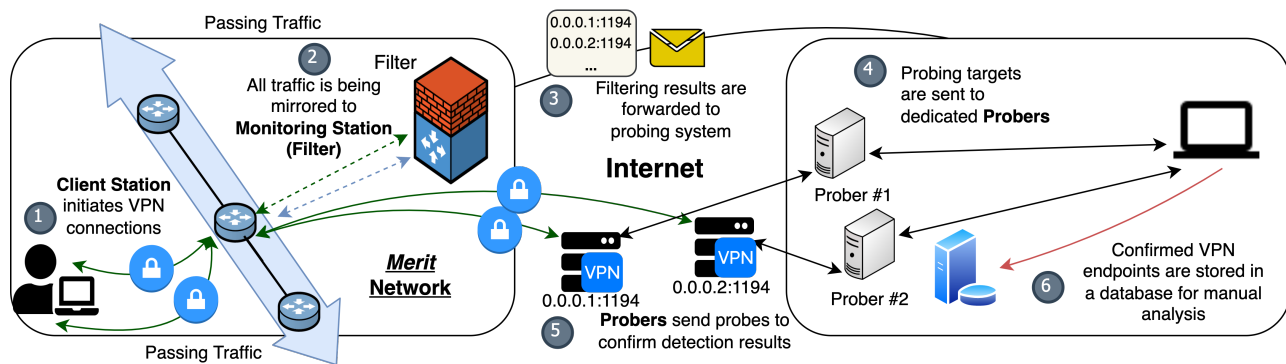 Passing Traffic
2
All traffic is being
mirrored to
Monitoring Station
(Filter)
Filter
0.0.0.1:1194
0.0.0.2:1194
...
3
Filtering results are
forwarded to
probing system
4
Probing targets
are sent to
dedicated Probers
Internet
1
Client Station
initiates VPN
connections
Merit
Network
VPN
0.0.0.1:1194
VPN
0.0.0.2:1194
Prober #1
Prober #2
5
Probers send probes to
confirm detection results
6
Confirmed VPN
endpoints are stored in
a database for manual
analysis
Passing Traffic